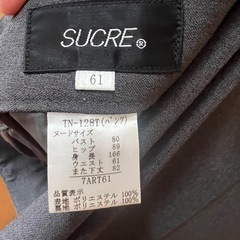 SUCRE®
61
TN-128T(パンツ)
ヌードサイズ
バスト 80
ヒップ 89
身長 166
ウエスト 61
また下丈 82
7ART61
品質表示
表地 ポリエステル 100%
裏地 ポリエステル 100%